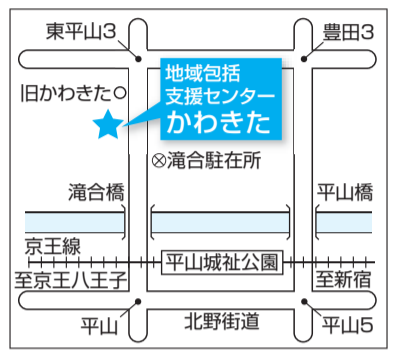 東平山3
豊田3
地域包括
支援センター
かわきた
旧かわきた
滝合駐在所
滝合橋
平山橋
京王線
平山城祉公園
至京王八王子
至新宿
平山
北野街道
平山5